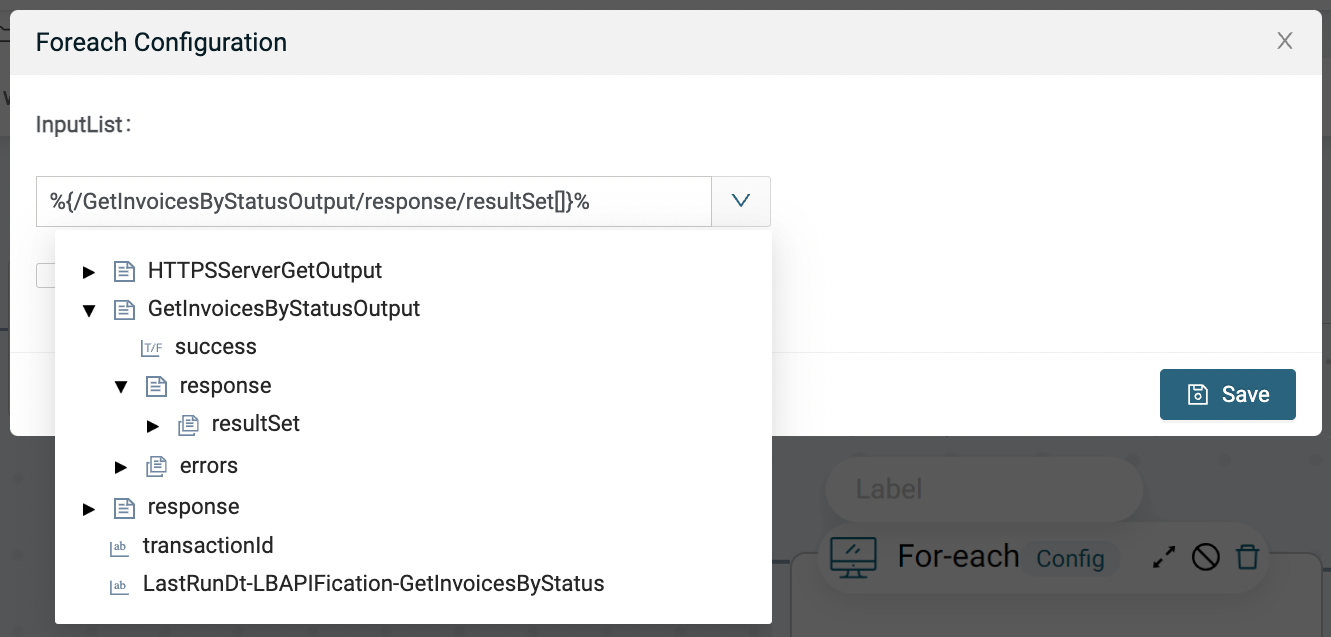 Foreach Configuration
X
InputList:
%{/GetInvoicesByStatusOutput/response/resultSet[]}%
HTTPSServerGetOutput
GetInvoicesByStatusOutput
T/F success
response
resultSet
errors
response
ab transactionId
ab LastRunDt-LBAPIFication-GetInvoicesByStatus
Save
Label
For-each Config